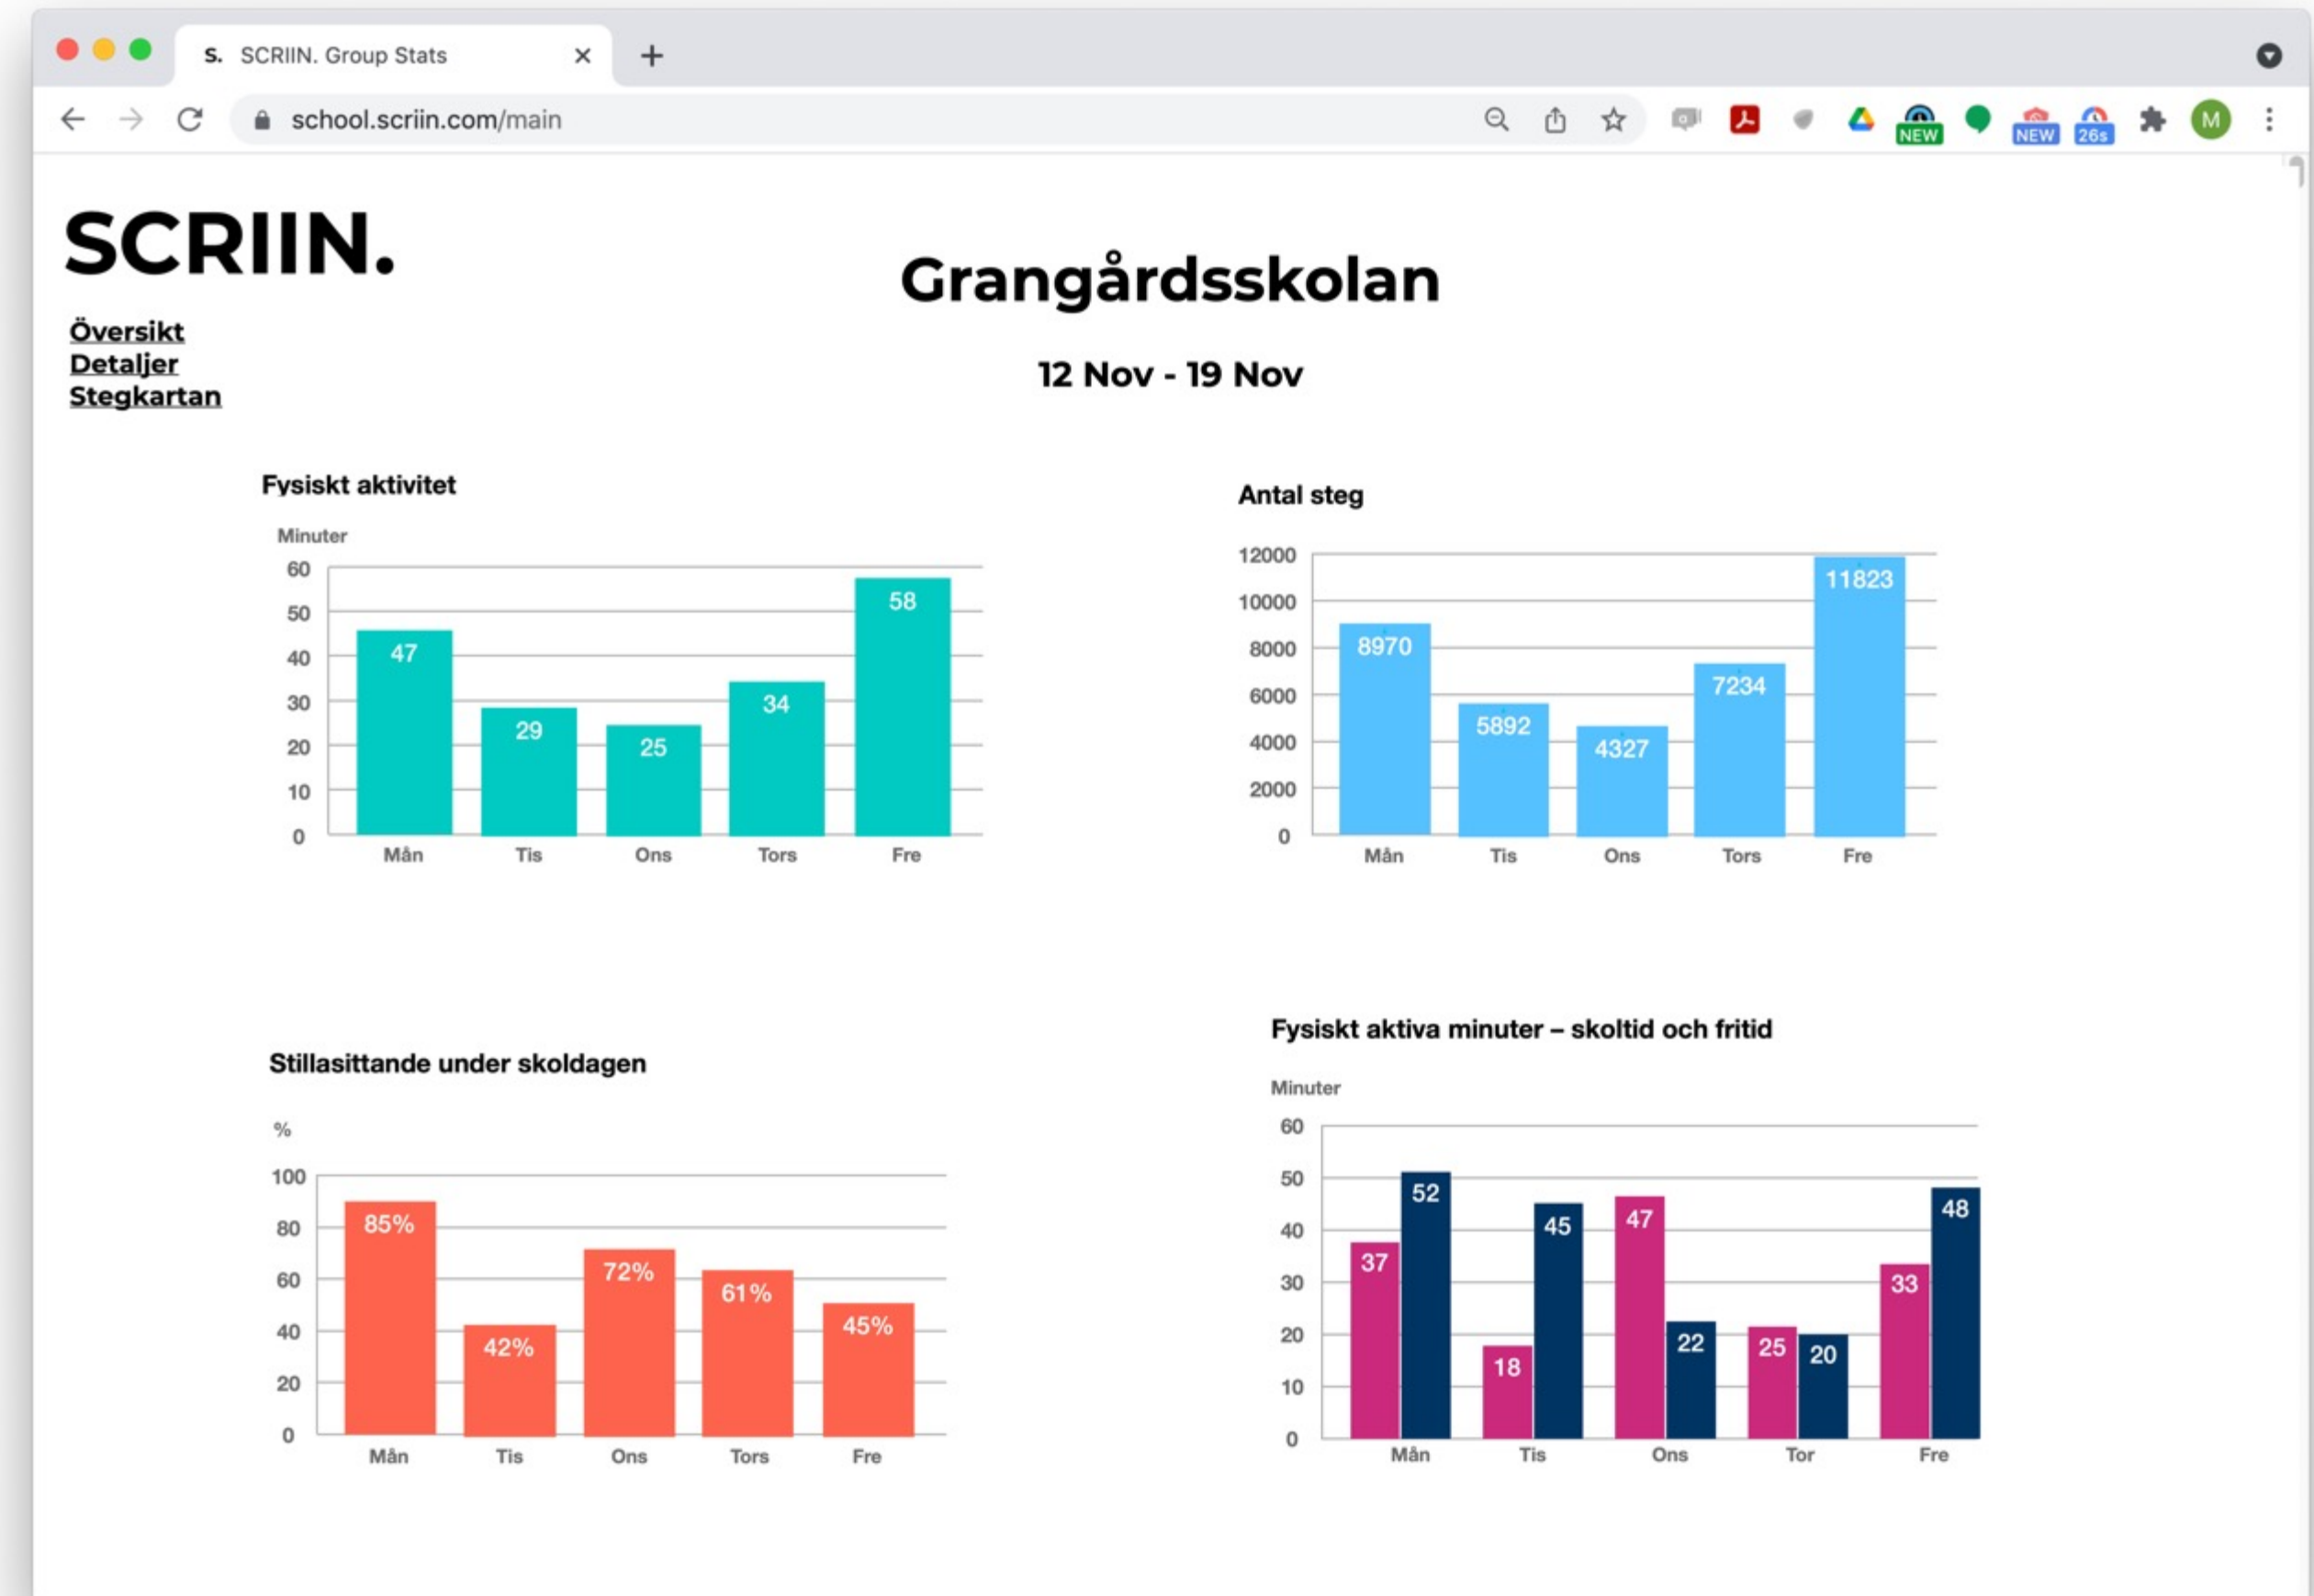 S. SCRIIN. Group Stats
school.scriin.com/main
NEW
NEW
26s
M
SCRIIN.
Översikt
Detaljer
Stegkartan
Grangårdsskolan
12 Nov - 19 Nov
Fysiskt aktivitet
Minuter
60
50
40
30
20
10
0
47
29
25
34
58
Mån Tis Ons Tors Fre
Antal steg
12000
10000
8000
6000
4000
2000
0
8970
5892
4327
7234
11823
Mån Tis Ons Tors Fre
Stillasittande under skoldagen
%
100
80
60
40
20
0
85%
42%
72%
61%
45%
Mån Tis Ons Tors Fre
Fysiskt aktiva minuter – skoltid och fritid
Minuter
60
50
40
30
20
10
0
37
52
18
45
47
22
25
20
33
48
Mån Tis Ons Tor Fre